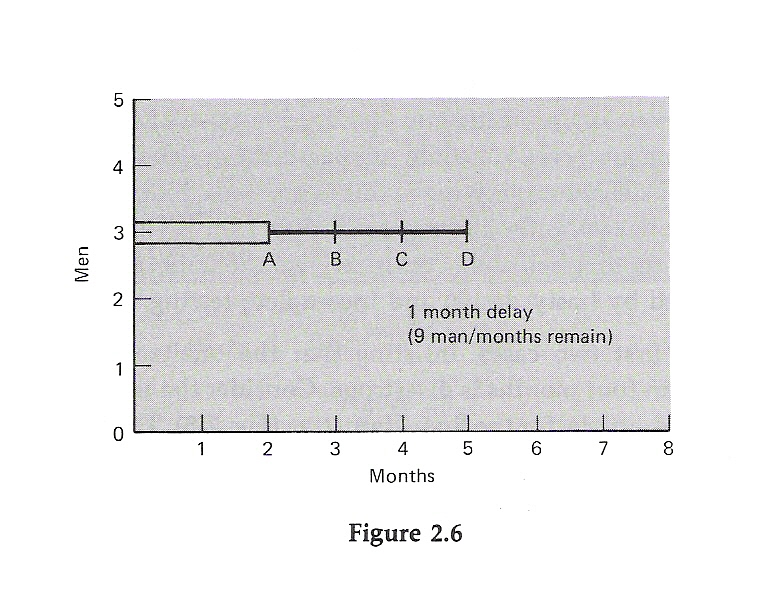 5
4
3
2
1
0
Men
A B C D
1 month delay
(9 man/months remain)
1 2 3 4 5 6 7 8
Months
Figure 2.6